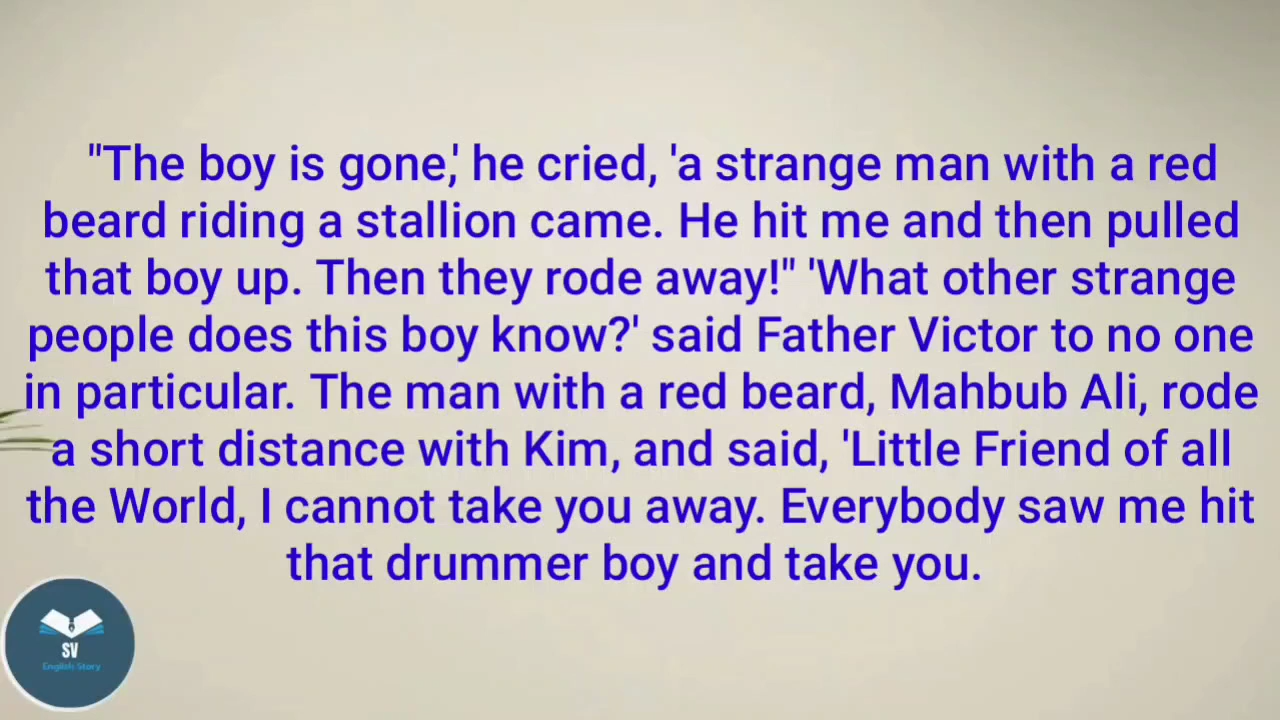 "The boy is gone,' he cried, 'a strange man with a red
beard riding a stallion came. He hit me and then pulled
that boy up. Then they rode away!" 'What other strange
people does this boy know?' said Father Victor to no one
in particular. The man with a red beard, Mahbub Ali, rode
a short distance with Kim, and said, 'Little Friend of all
the World, I cannot take you away. Everybody saw me hit
that drummer boy and take you.
SV
English Story